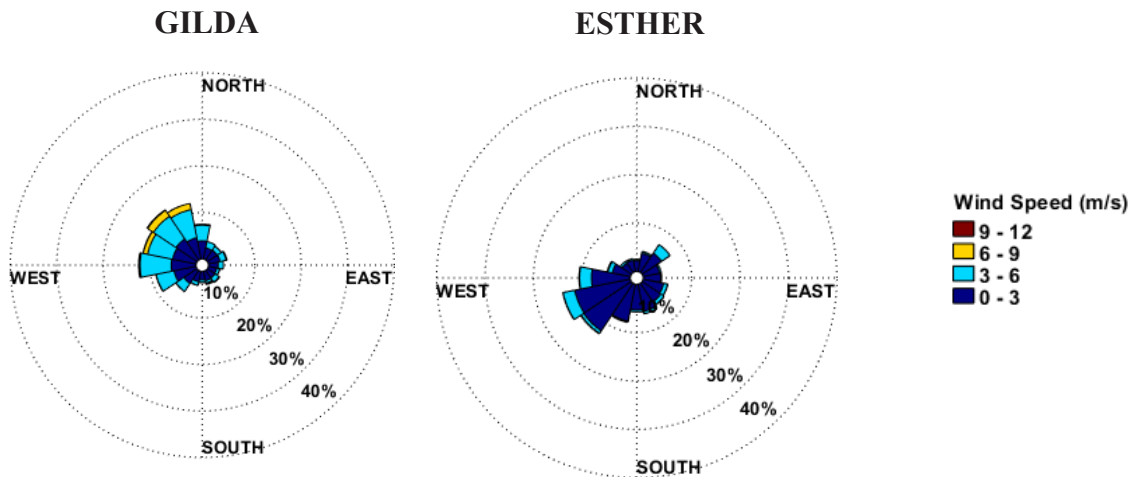 GILDA
NORTH
WEST
EAST
10%
20%
30%
40%
SOUTH
ESTHER
NORTH
WEST
EAST
10%
20%
30%
40%
SOUTH
Wind Speed (m/s)
9 - 12
6 - 9
3 - 6
0 - 3